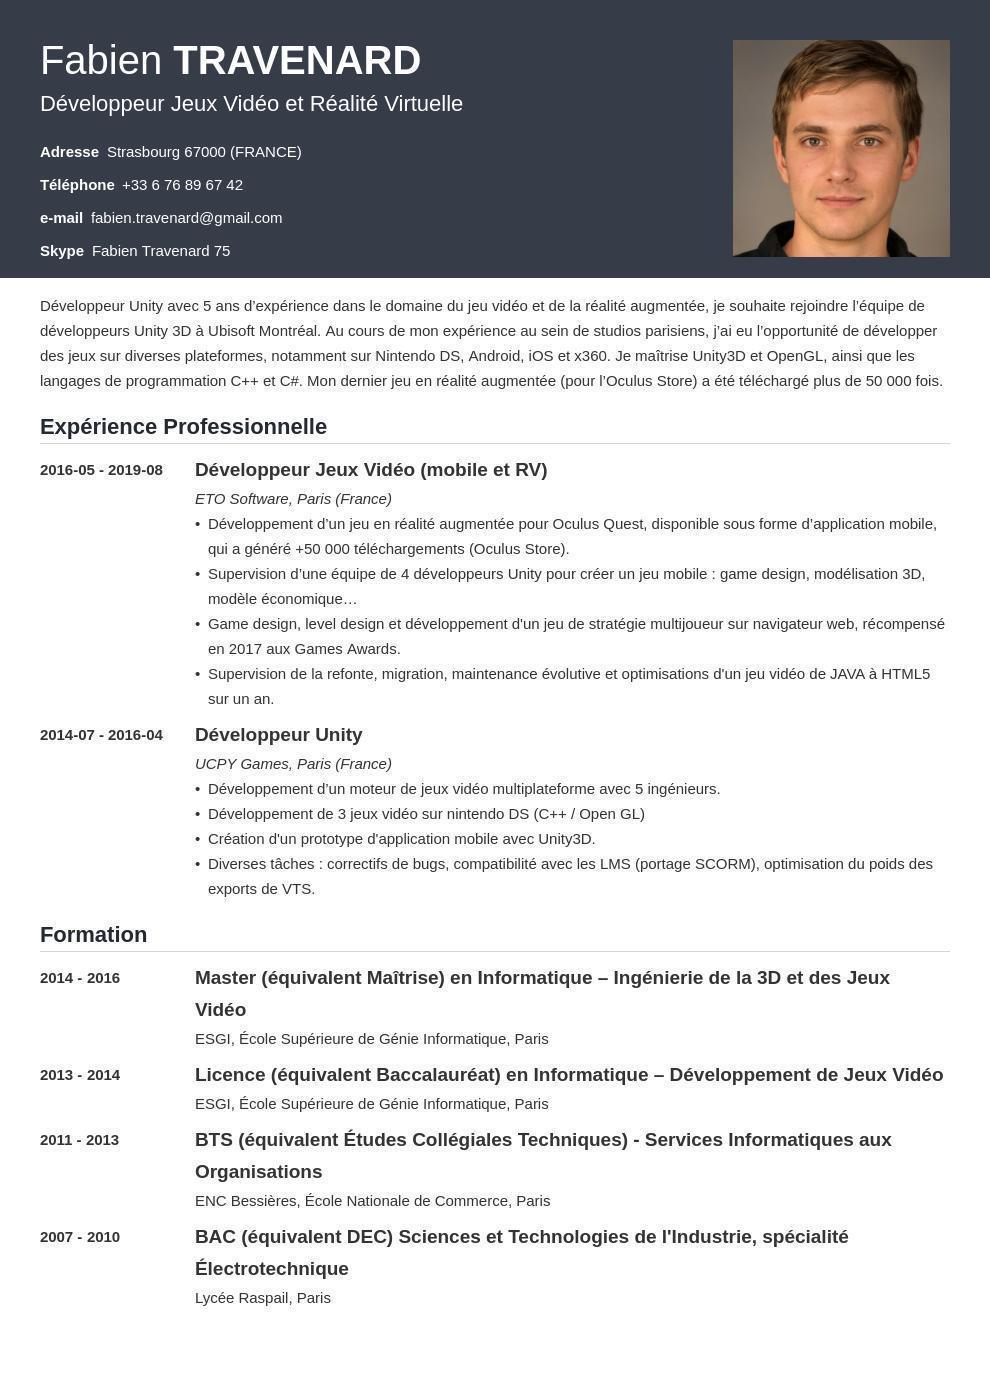 Fabien TRAVENARD
Développeur Jeux Vidéo et Réalité Virtuelle
Adresse Strasbourg 67000 (FRANCE)
Téléphone +33 6 76 89 67 42
e-mail fabien.travenard@gmail.com
Skype Fabien Travenard 75
Développeur Unity avec 5 ans d’expérience dans le domaine du jeu vidéo et de la réalité augmentée, je souhaite rejoindre l’équipe de
développeurs Unity 3D à Ubisoft Montréal. Au cours de mon expérience au sein de studios parisiens, j’ai eu l’opportunité de développer
des jeux sur diverses plateformes, notamment sur Nintendo DS, Android, iOS et x360. Je maîtrise Unity3D et OpenGL, ainsi que les
langages de programmation C++ et C#. Mon dernier jeu en réalité augmentée (pour l’Oculus Store) a été téléchargé plus de 50 000 fois.
Expérience Professionnelle
2016-05 - 2019-08 Développeur Jeux Vidéo (mobile et RV)
ETO Software, Paris (France)
• Développement d’un jeu en réalité augmentée pour Oculus Quest, disponible sous forme d’application mobile,
qui a généré +50 000 téléchargements (Oculus Store).
• Supervision d’une équipe de 4 développeurs Unity pour créer un jeu mobile : game design, modélisation 3D,
modèle économique…
• Game design, level design et développement d'un jeu de stratégie multijoueur sur navigateur web, récompensé
en 2017 aux Games Awards.
• Supervision de la refonte, migration, maintenance évolutive et optimisations d'un jeu vidéo de JAVA à HTML5
sur un an.
2014-07 - 2016-04 Développeur Unity
UCPY Games, Paris (France)
• Développement d’un moteur de jeux vidéo multiplateforme avec 5 ingénieurs.
• Développement de 3 jeux vidéo sur nintendo DS (C++ / Open GL)
• Création d'un prototype d'application mobile avec Unity3D.
• Diverses tâches : correctifs de bugs, compatibilité avec les LMS (portage SCORM), optimisation du poids des
exports de VTS.
Formation
2014 - 2016 Master (équivalent Maîtrise) en Informatique – Ingénierie de la 3D et des Jeux
Vidéo
ESGI, École Supérieure de Génie Informatique, Paris
2013 - 2014 Licence (équivalent Baccalauréat) en Informatique – Développement de Jeux Vidéo
ESGI, École Supérieure de Génie Informatique, Paris
2011 - 2013 BTS (équivalent Études Collégiales Techniques) - Services Informatiques aux
Organisations
ENC Bessières, École Nationale de Commerce, Paris
2007 - 2010 BAC (équivalent DEC) Sciences et Technologies de l'Industrie, spécialité
Électrotechnique
Lycée Raspail, Paris